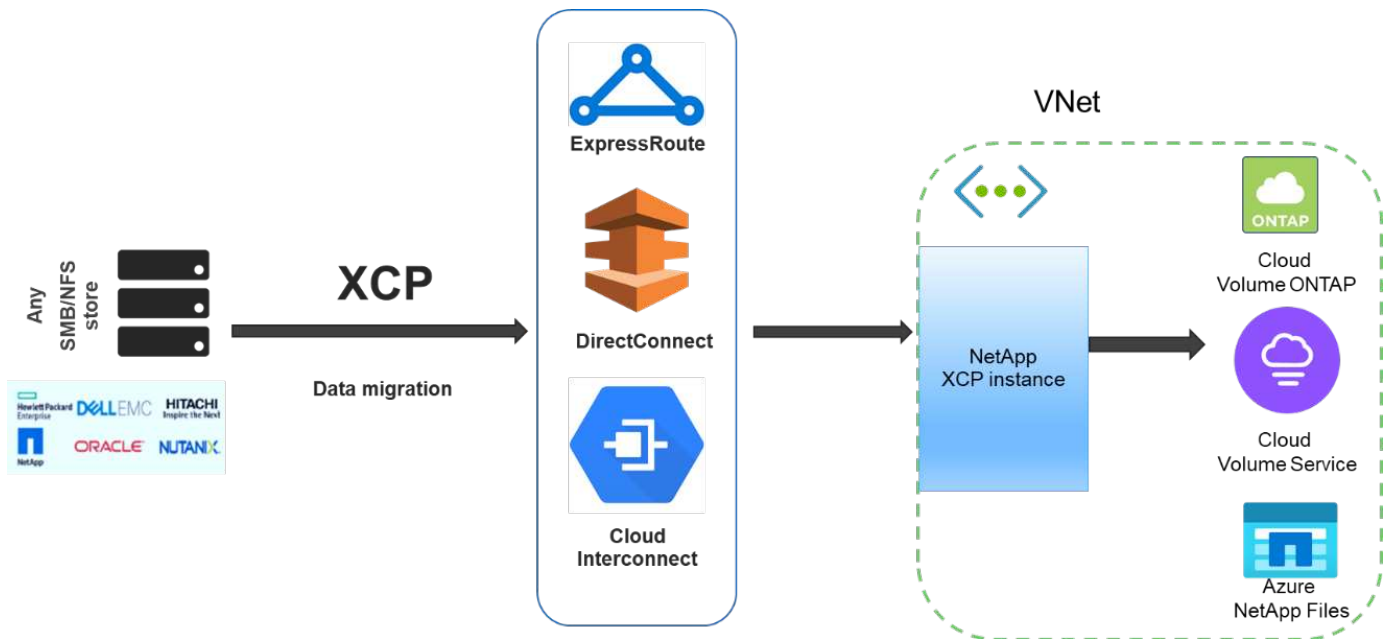 Any
SMB/NFS
store
Hewlett Packard
Enterprise
DELLEMC
HITACHI
Inspire the Next
NetApp
ORACLE
NUTANIX
XCP
Data migration
ExpressRoute
DirectConnect
Cloud
Interconnect
VNet
NetApp
XCP instance
ONTAP
Cloud
Volume ONTAP
Cloud
Volume Service
Azure
NetApp Files